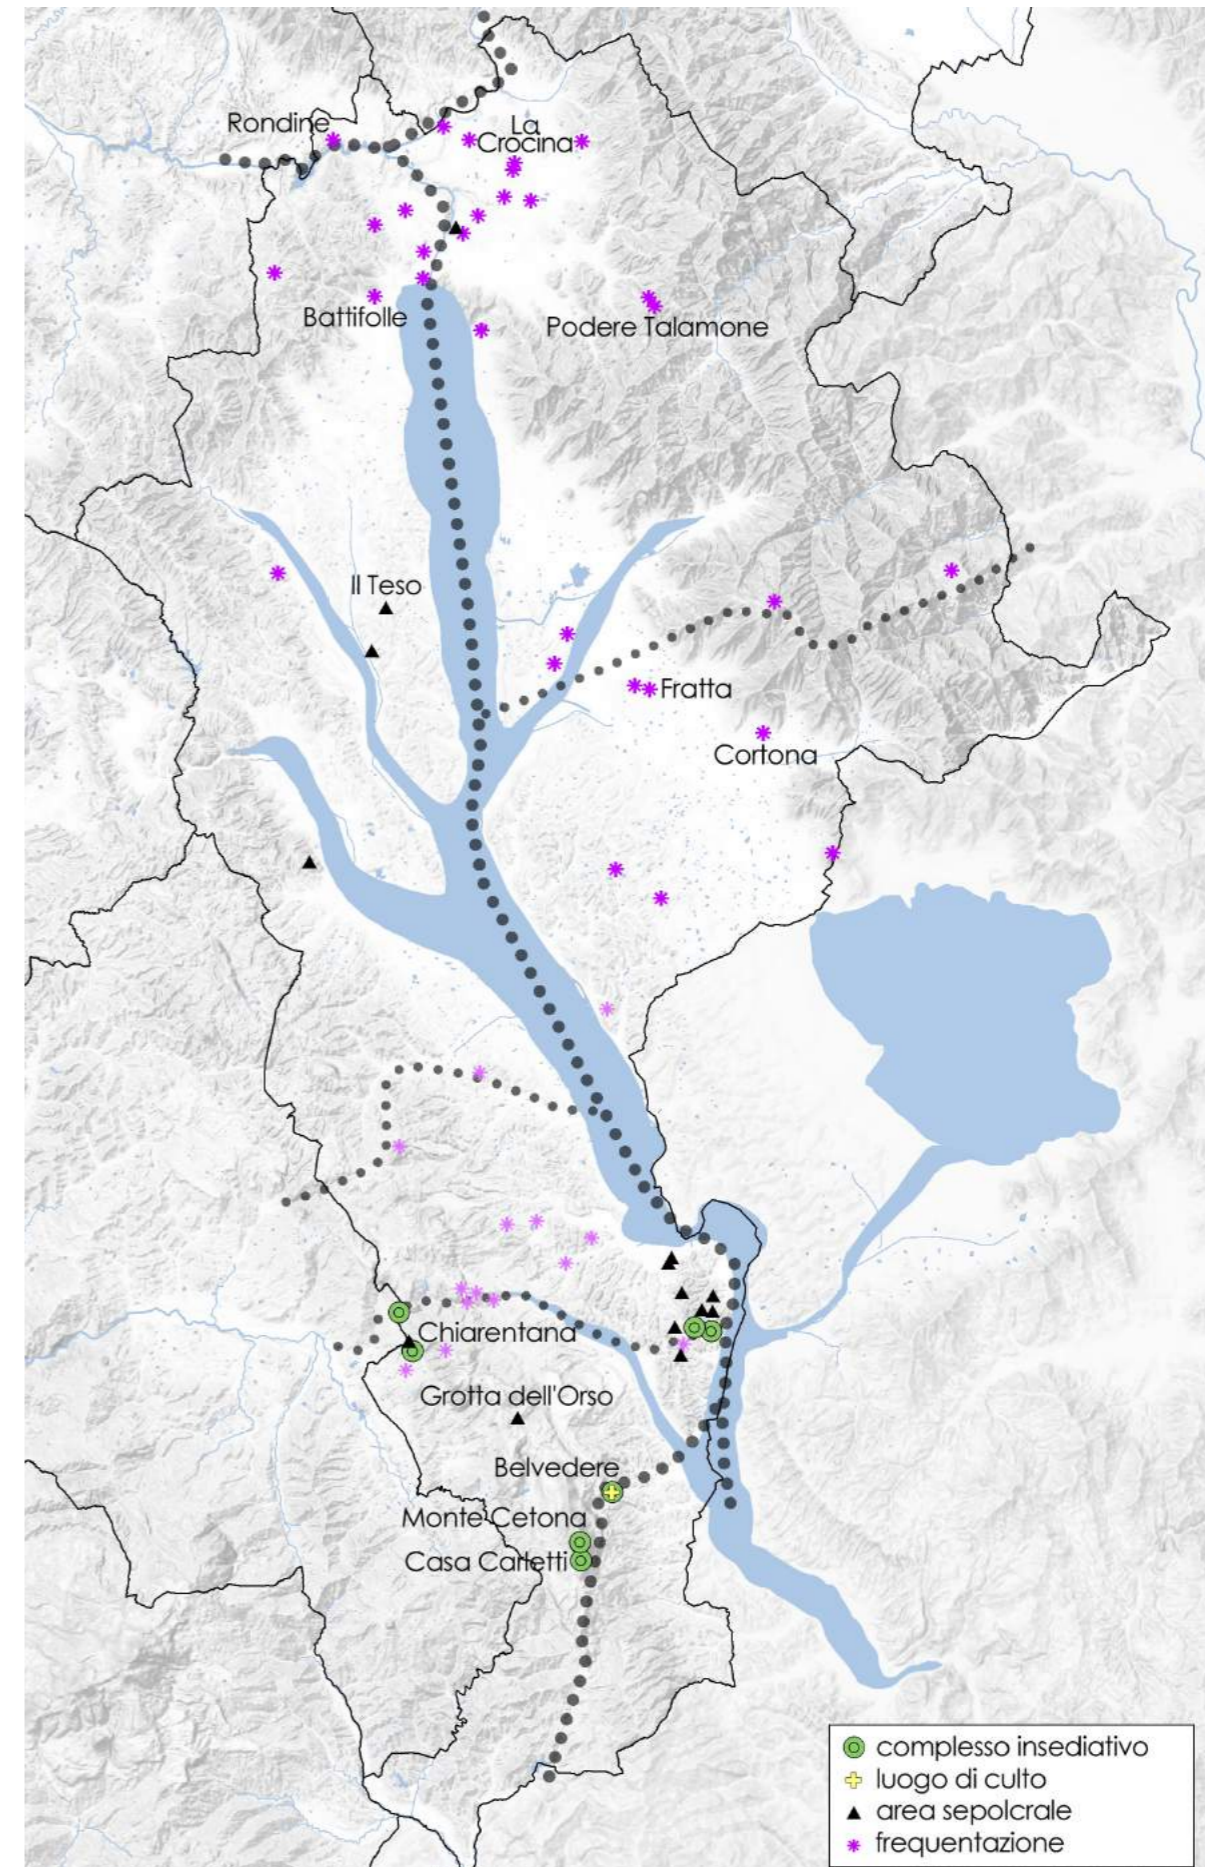 Rondine
La
Crocina
Battifolle
Podere Talamone
Il Teso
Fratta
Cortona
Chiarentana
Grotta dell'Orso
Belvedere
Monte Cetona
Casa Carletti
complesso insediativo
luogo di culto
area sepolcrale
frequentazione